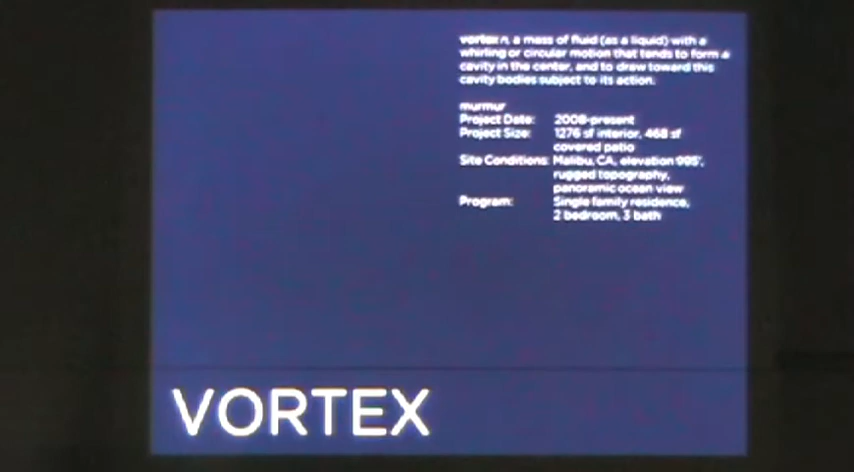 vortex n. a mass of fluid (as a liquid) with a
whirling or circular motion that tends to form a
cavity in the center, and to draw toward this
cavity bodies subject to its action.
murmur
Project Date: 2008-present
Project Size: 1276 sf interior, 468 sf
covered patio
Site Conditions: Malibu, CA, elevation 995',
rugged topography,
panoramic ocean view
Program: Single family residence,
2 bedroom, 3 bath
VORTEX